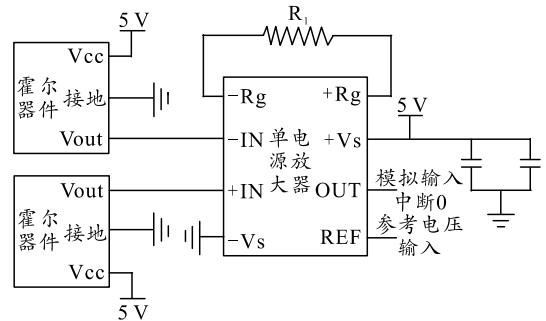 5 V
R1
Vcc
霍尔
器件
接地
Vout
−Rg
+Rg
5 V
−IN
单电
源放
大器
+Vs
+IN
OUT
模拟输入
中断0
−Vs
REF
参考电压
输入
Vout
霍尔
器件
接地
Vcc
5 V